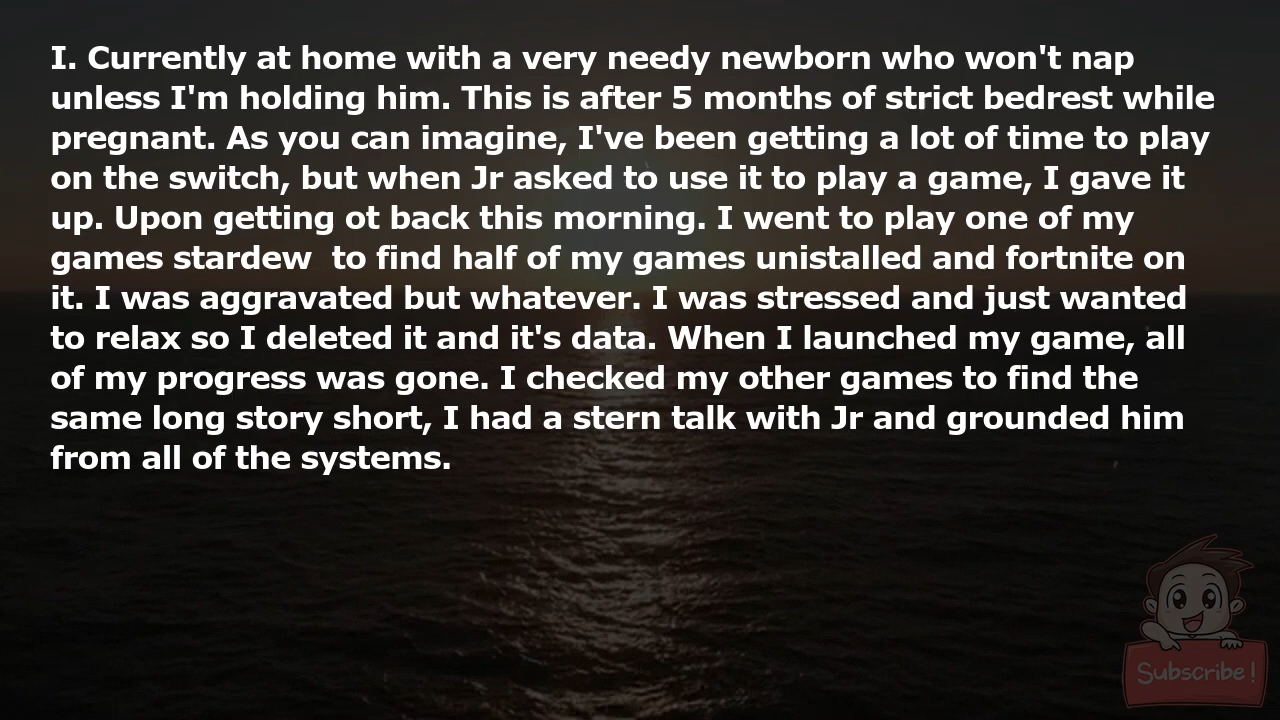 I. Currently at home with a very needy newborn who won't nap
unless I'm holding him. This is after 5 months of strict bedrest while
pregnant. As you can imagine, I've been getting a lot of time to play
on the switch, but when Jr asked to use it to play a game, I gave it
up. Upon getting ot back this morning. I went to play one of my
games stardew  to find half of my games unistalled and fortnite on
it. I was aggravated but whatever. I was stressed and just wanted
to relax so I deleted it and it's data. When I launched my game, all
of my progress was gone. I checked my other games to find the
same long story short, I had a stern talk with Jr and grounded him
from all of the systems.
Subscribe!